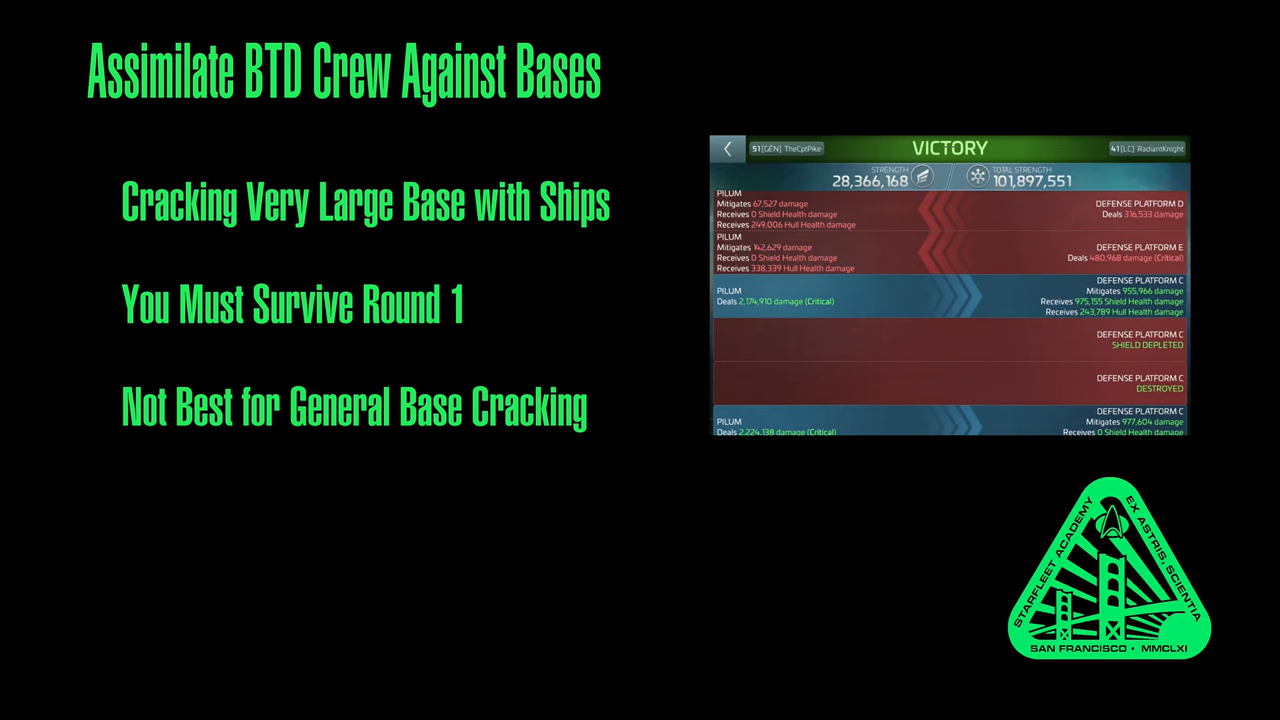 Assimilate BTD Crew Against Bases
Cracking Very Large Base with Ships
You Must Survive Round 1
Not Best for General Base Cracking
51 [GEN] TheCptPike
VICTORY
41 [LC] RadiantKnight
STRENGTH
28,366,168
TOTAL STRENGTH
101,897,551
PILUM
Mitigates 67,527 damage
Receives 0 Shield Health damage
Receives 249,006 Hull Health damage
DEFENSE PLATFORM D
Deals 316,533 damage
PILUM
Mitigates 142,629 damage
Receives 0 Shield Health damage
Receives 338,339 Hull Health damage
DEFENSE PLATFORM E
Deals 480,968 damage (Critical)
PILUM
Deals 2,174,910 damage (Critical)
DEFENSE PLATFORM C
Mitigates 955,966 damage
Receives 975,155 Shield Health damage
Receives 243,789 Hull Health damage
DEFENSE PLATFORM C
SHIELD DEPLETED
DEFENSE PLATFORM C
DESTROYED
PILUM
Deals 2,224,138 damage (Critical)
DEFENSE PLATFORM C
Mitigates 977,604 damage
Receives 0 Shield Health damage
STARFLEET ACADEMY
EX ASTRIS, SCIENTIA
SAN FRANCISCO • MMCLXI